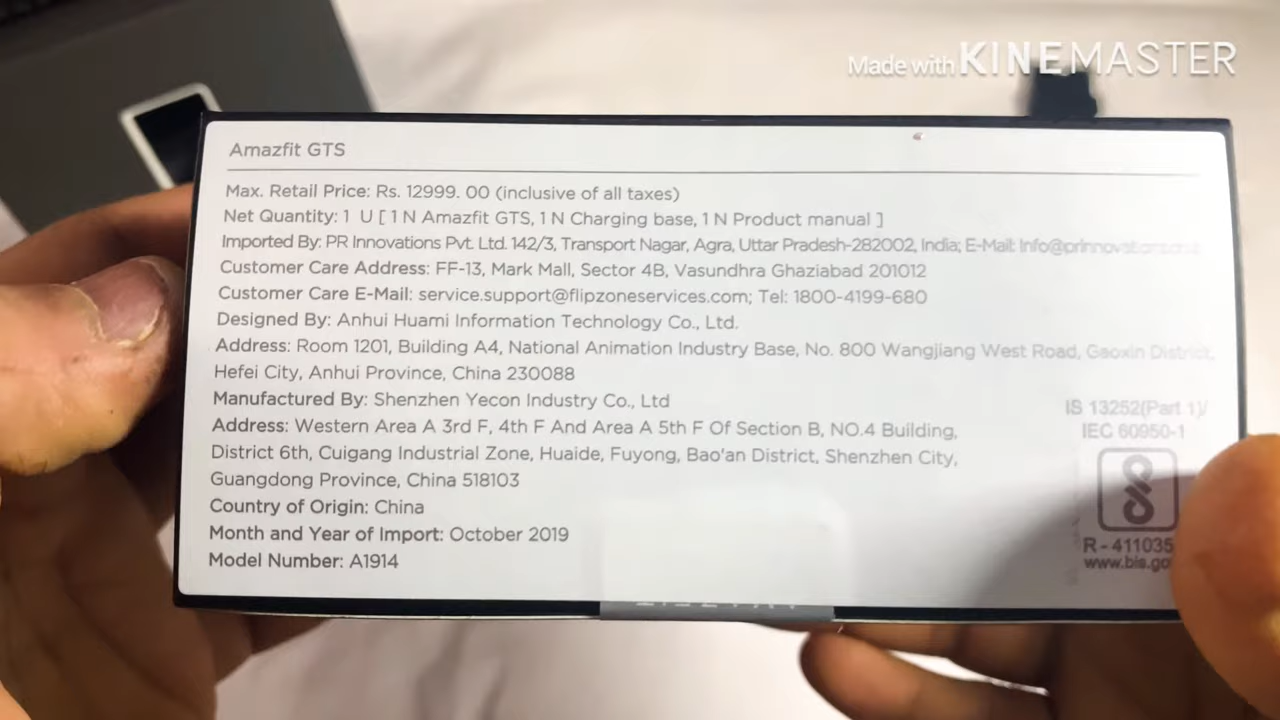 Made with KINEMASTER
Amazfit GTS
Max. Retail Price: Rs. 12999. 00 (inclusive of all taxes)
Net Quantity: 1 U [ 1 N Amazfit GTS, 1 N Charging base, 1 N Product manual ]
Imported By: PR Innovations Pvt. Ltd. 142/3, Transport Nagar, Agra, Uttar Pradesh-282002, India; E-Mail:
Customer Care Address: FF-13, Mark Mall, Sector 4B, Vasundhra Ghaziabad 201012
Customer Care E-Mail: service.support@flipzoneservices.com; Tel: 1800-4199-680
Designed By: Anhui Huami Information Technology Co., Ltd.
Address: Room 1201, Building A4, National Animation Industry Base, No. 800 Wangjiang West Road, Gaoxin District,
Hefei City, Anhui Province, China 230088
Manufactured By: Shenzhen Yecon Industry Co., Ltd
Address: Western Area A 3rd F, 4th F And Area A 5th F Of Section B, NO.4 Building,
District 6th, Cuigang Industrial Zone, Huaide, Fuyong, Bao'an District, Shenzhen City,
Guangdong Province, China 518103
Country of Origin: China
Month and Year of Import: October 2019
Model Number: A1914
IS 13252(Part 1)/
IEC 60950-1
R - 411035
www.bis.go